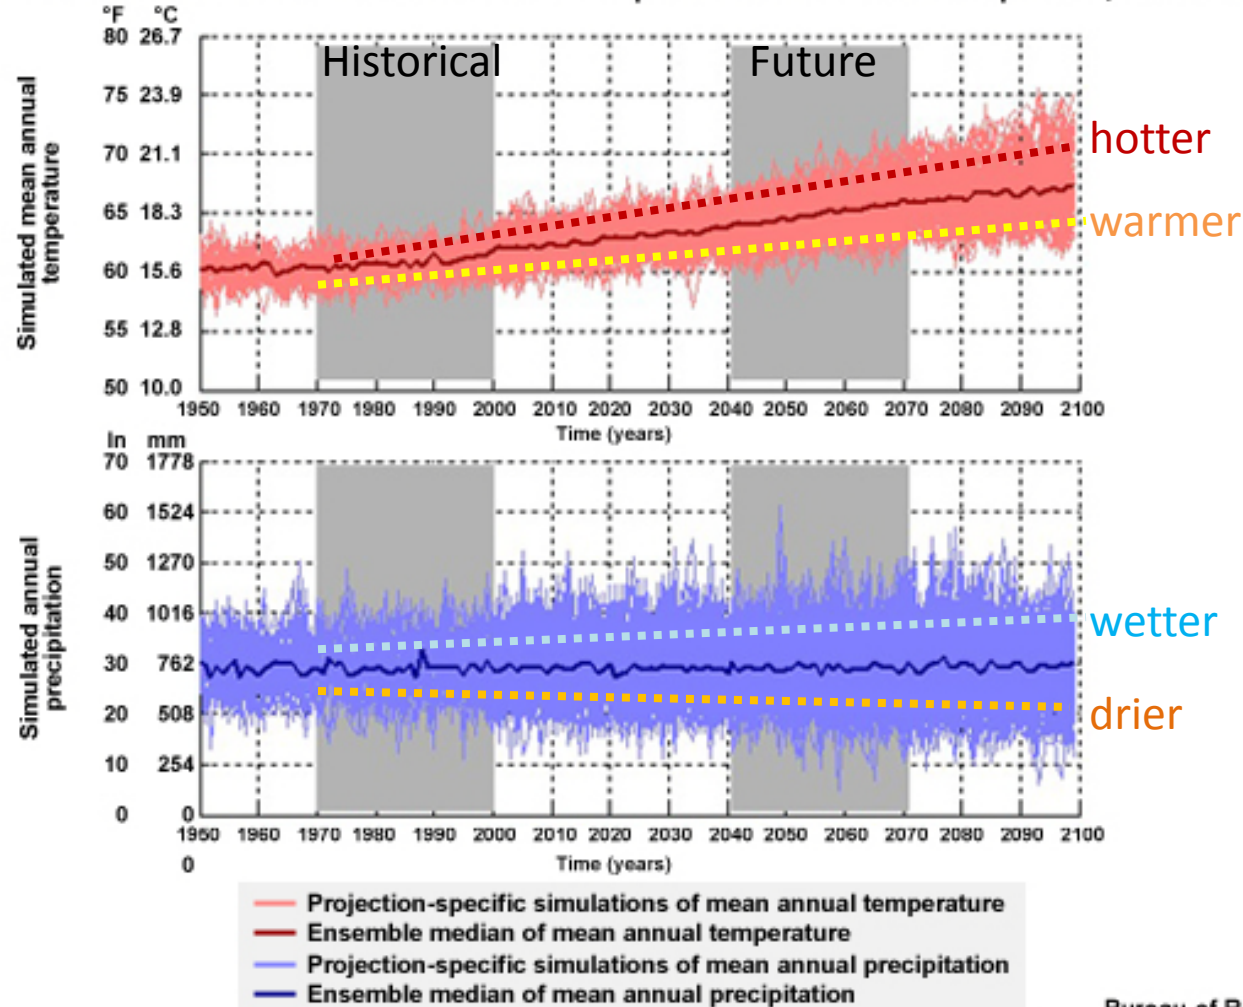 °F °C
80 26.7
Historical
Future
75 23.9
hotter
70 21.1
65 18.3
warmer
60 15.6
55 12.8
50 10.0
Simulated mean annual
temperature
1950 1960 1970 1980 1990 2000 2010 2020 2030 2040 2050 2060 2070 2080 2090 2100
Time (years)
In mm
70 1778
60 1524
50 1270
40 1016
wetter
30 762
20 508
drier
10 254
0 0
Simulated annual
precipitation
1950 1960 1970 1980 1990 2000 2010 2020 2030 2040 2050 2060 2070 2080 2090 2100
0
Time (years)
Projection-specific simulations of mean annual temperature
Ensemble median of mean annual temperature
Projection-specific simulations of mean annual precipitation
Ensemble median of mean annual precipitation